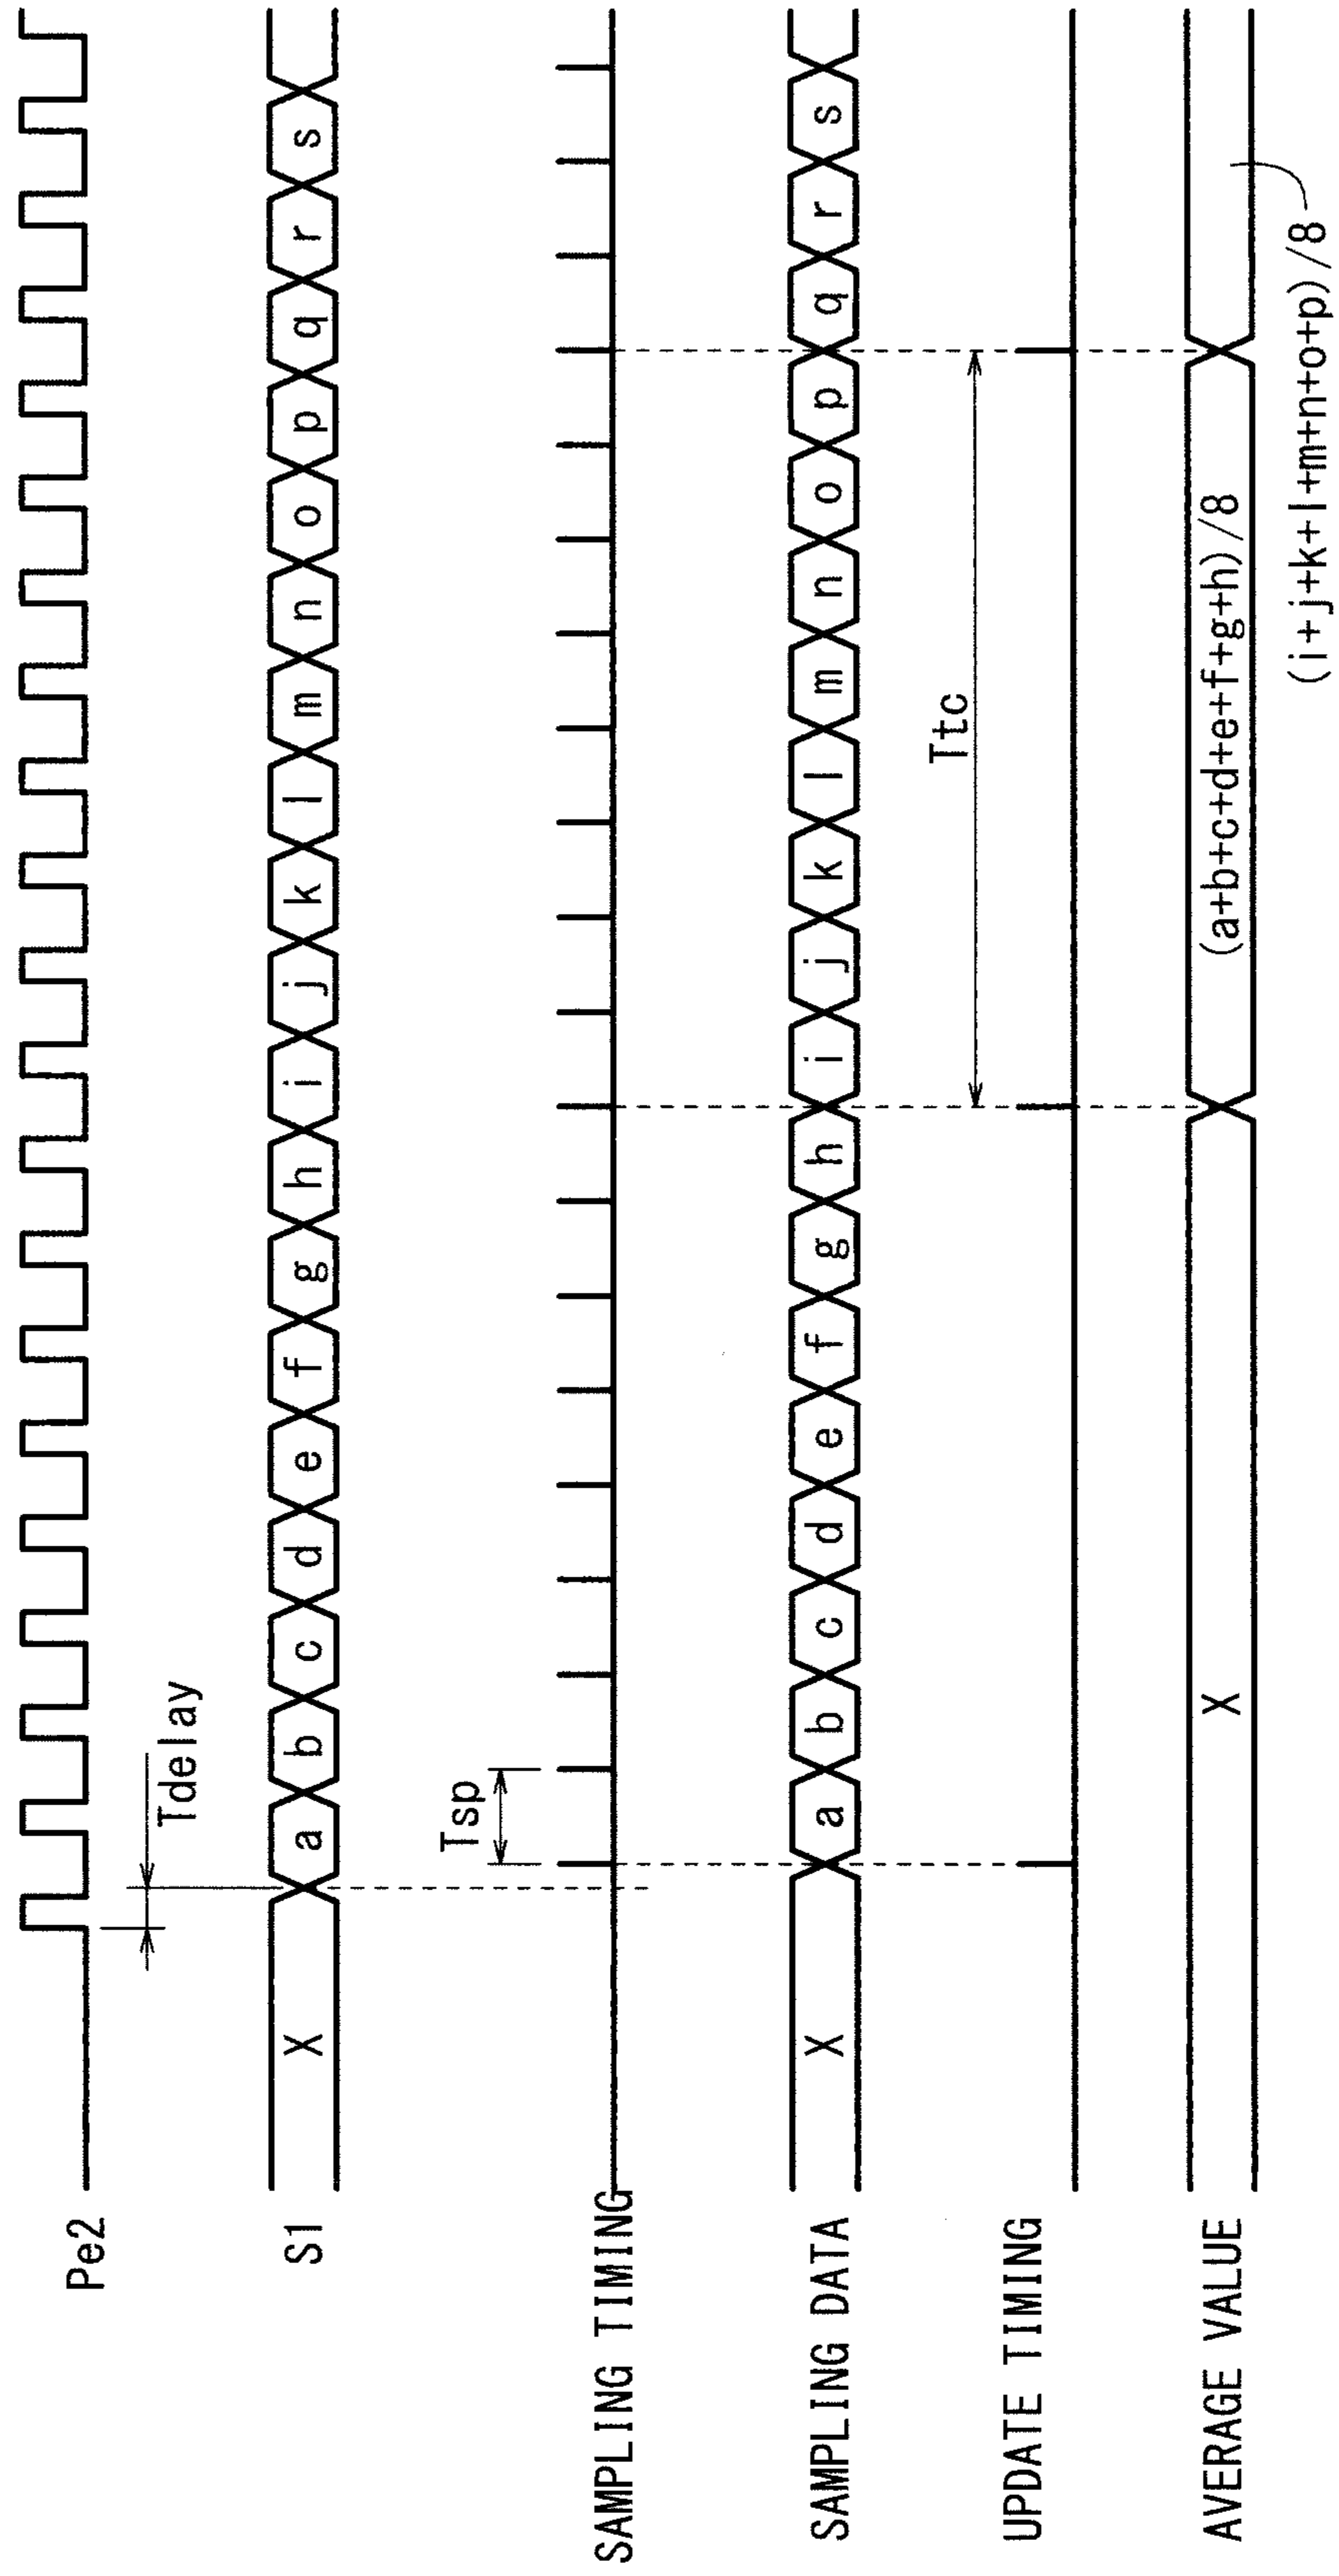 Pe2
Tdelay
S1
X a b c d e f g h i j k l m n o p q r s
Tsp
SAMPLING TIMING
SAMPLING DATA
X a b c d e f g h i j k l m n o p q r s
Ttc
UPDATE TIMING
AVERAGE VALUE
X (a+b+c+d+e+f+g+h)/8
(i+j+k+l+m+n+o+p)/8